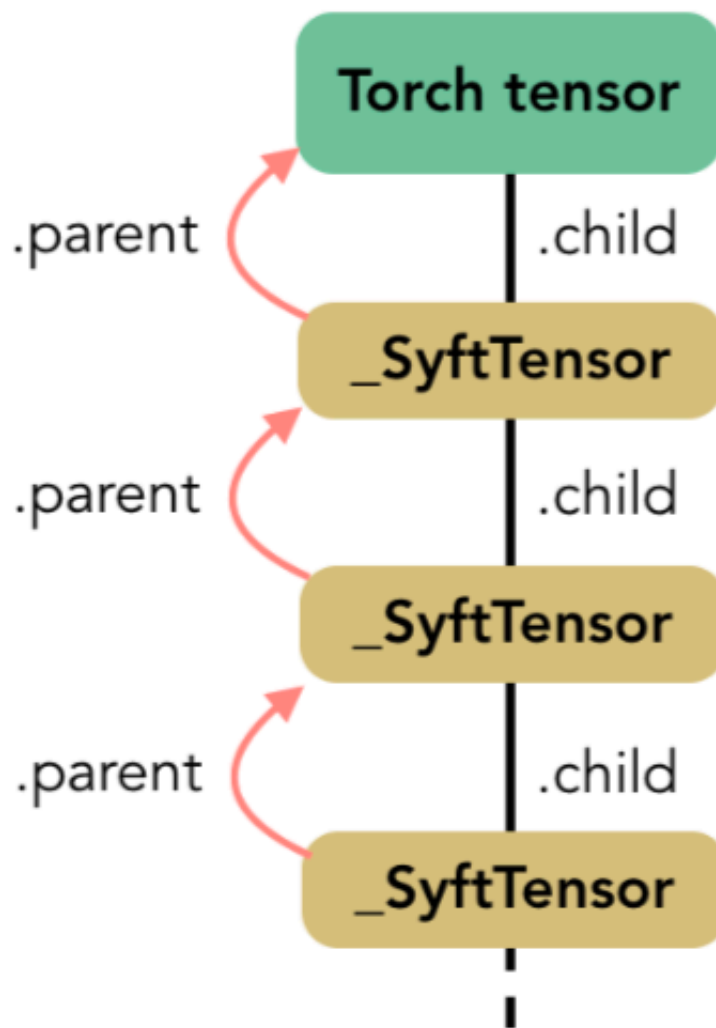 Torch tensor
.parent .child
_SyftTensor
.parent .child
_SyftTensor
.parent .child
_SyftTensor